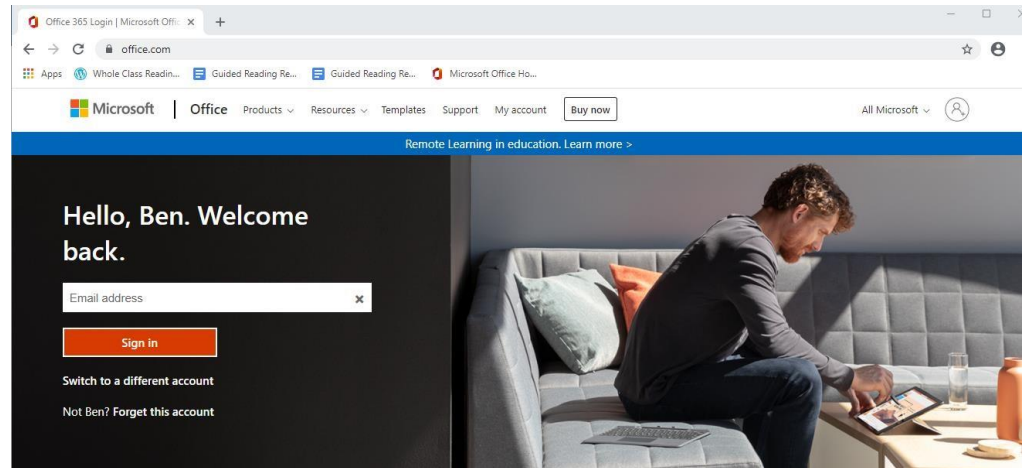 Office 365 Login | Microsoft Offic
office.com
Apps Whole Class Readin... Guided Reading Re... Guided Reading Re... Microsoft Office Ho...
Microsoft Office Products Resources Templates Support My account Buy now All Microsoft
Remote Learning in education. Learn more >
Hello, Ben. Welcome
back.
Email address
Sign in
Switch to a different account
Not Ben? Forget this account